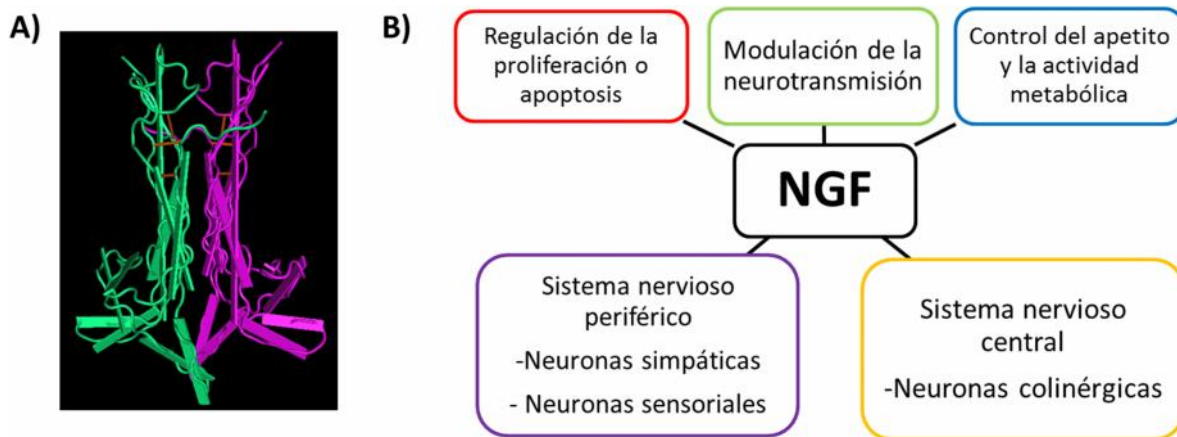 A)
B)
Regulación de la
proliferación o
apoptosis
Modulación de la
neurotransmisión
Control del apetito
y la actividad
metabólica
NGF
Sistema nervioso
periférico
-Neuronas simpáticas
- Neuronas sensoriales
Sistema nervioso
central
-Neuronas colinérgicas